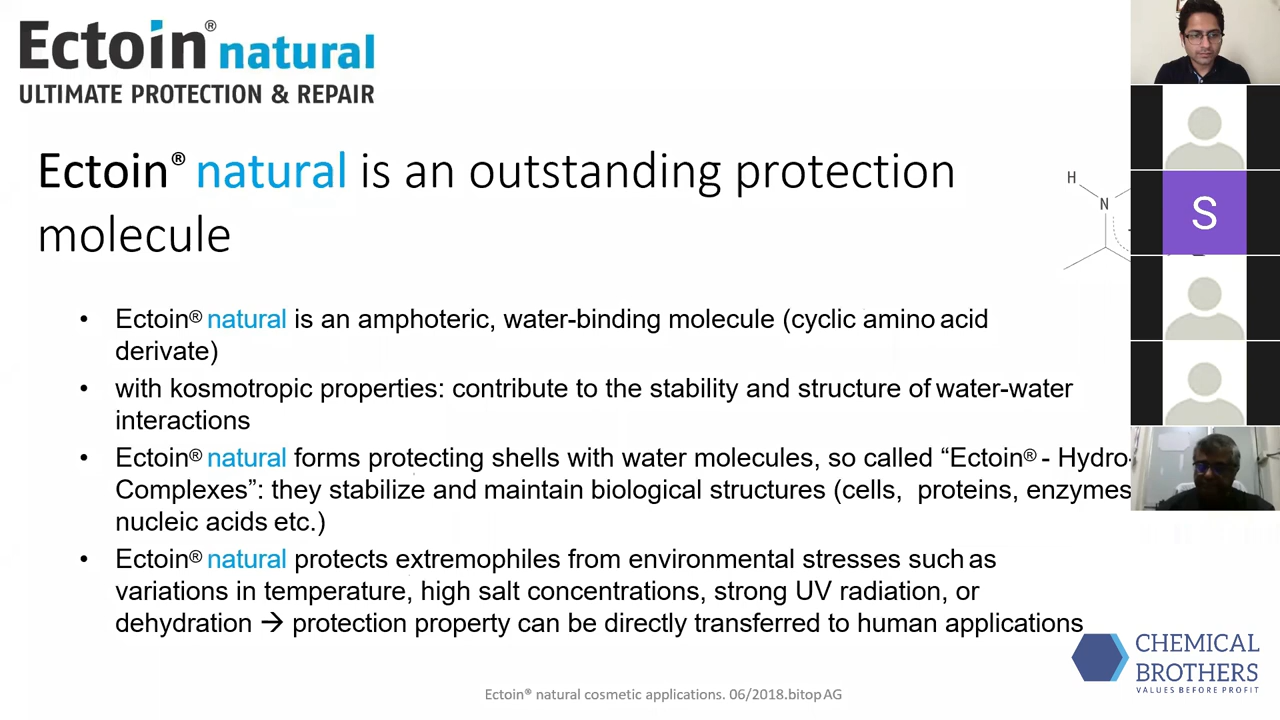 Ectoin® natural
ULTIMATE PROTECTION & REPAIR
Ectoin® natural is an outstanding protection
molecule
H
N
S
• Ectoin® natural is an amphoteric, water-binding molecule (cyclic amino acid
derivate)
• with kosmotropic properties: contribute to the stability and structure of water-water
interactions
• Ectoin® natural forms protecting shells with water molecules, so called “Ectoin® - Hydro-
Complexes”: they stabilize and maintain biological structures (cells, proteins, enzymes
nucleic acids etc.)
• Ectoin® natural protects extremophiles from environmental stresses such as
variations in temperature, high salt concentrations, strong UV radiation, or
dehydration → protection property can be directly transferred to human applications
CHEMICAL
BROTHERS
VALUES BEFORE PROFIT
Ectoin® natural cosmetic applications. 06/2018.bitop AG